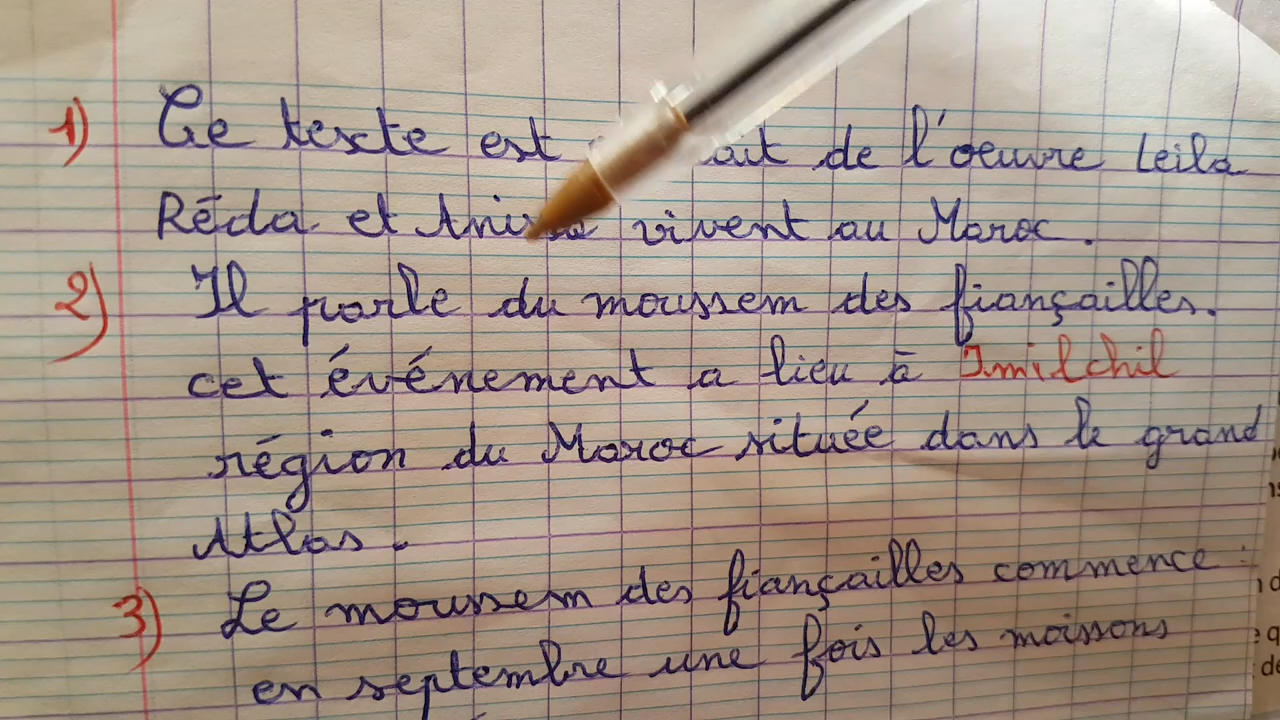 1) Ce texte est de l'oeuvre Leila
Réda et vivent au Maroc.
2) Il parle du moussem des fiançailles.
cet événement a lieu à Imilchil
région du Maroc située dans le grand
Atlas.
3) Le moussem des fiançailles commence :
en septembre une fois les moissons